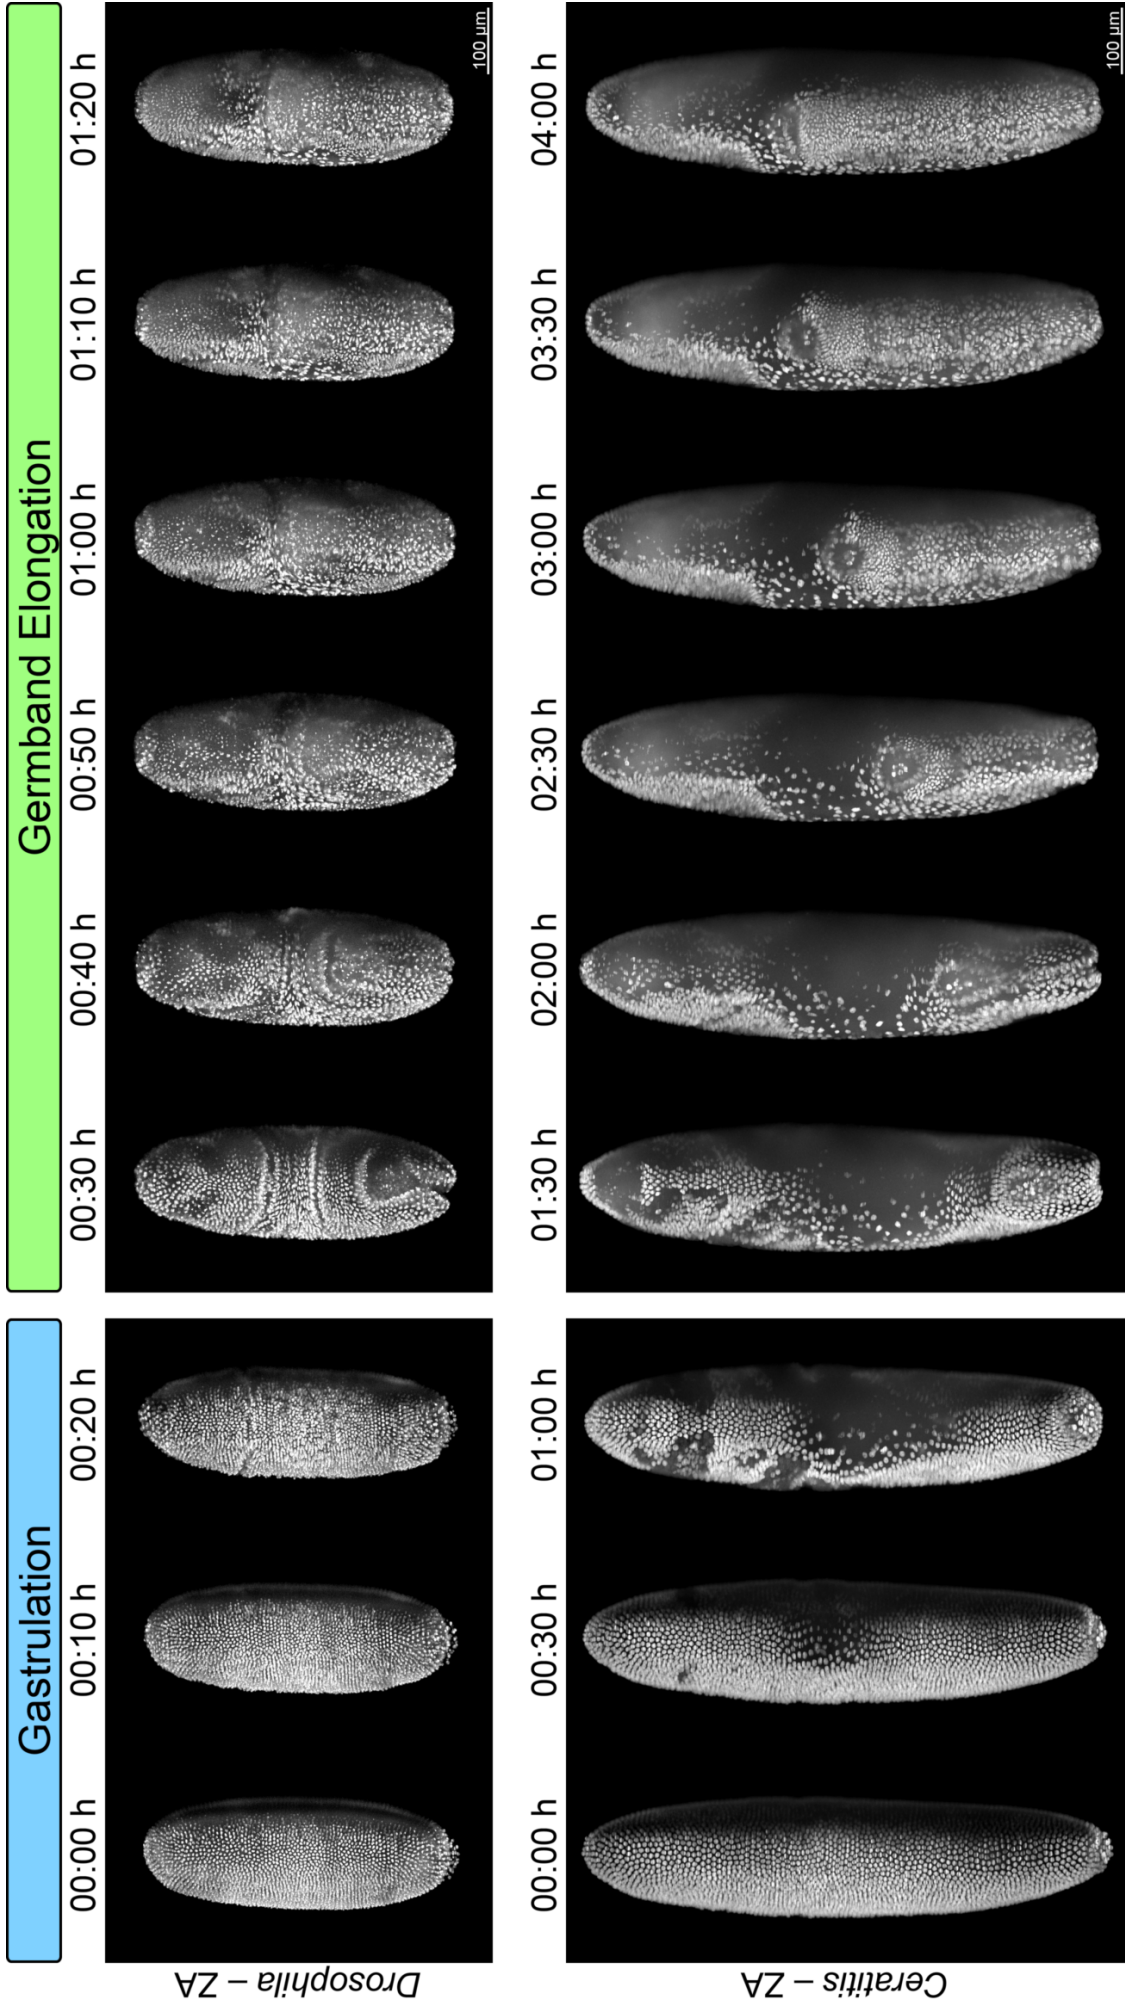 Gastrulation
Germband Elongation
00:00 h 00:10 h 00:20 h 00:30 h 00:40 h 00:50 h 01:00 h 01:10 h 01:20 h
Drosophila – ZA
100 µm
00:00 h 00:30 h 01:00 h 01:30 h 02:00 h 02:30 h 03:00 h 03:30 h 04:00 h
Ceratitis – ZA
100 µm